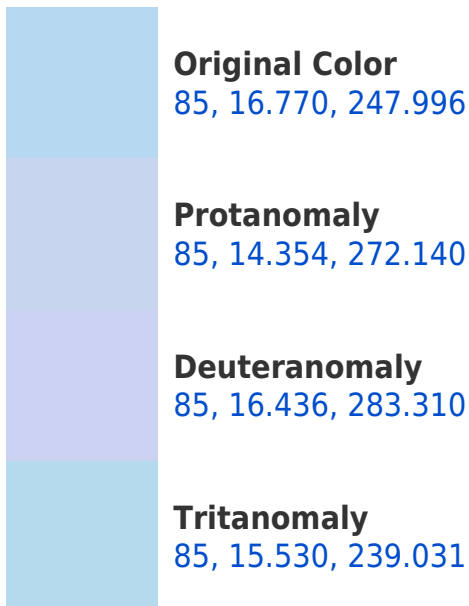 Original Color
85, 16.770, 247.996
Protanomaly
85, 14.354, 272.140
Deuteranomaly
85, 16.436, 283.310
Tritanomaly
85, 15.530, 239.031